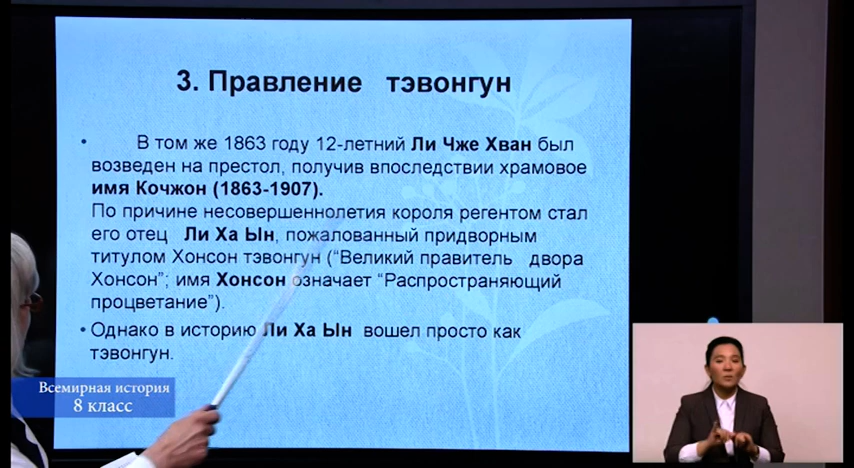 3. Правление тэвонгун
• В том же 1863 году 12-летний Ли Чже Хван был
возведен на престол, получив впоследствии храмовое
имя Кочжон (1863-1907).
По причине несовершеннолетия короля регентом стал
его отец Ли Ха Ын, пожалованный придворным
титулом Хонсон тэвонгун (“Великий правитель двора
Хонсон”; имя Хонсон означает “Распространяющий
процветание”).
• Однако в историю Ли Ха Ын вошел просто как
тэвонгун.
Всемирная история
8 класс